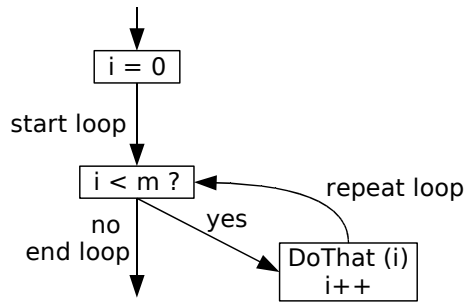 i = 0
start loop
i < m ?
repeat loop
no
yes
end loop
DoThat (i)
i++